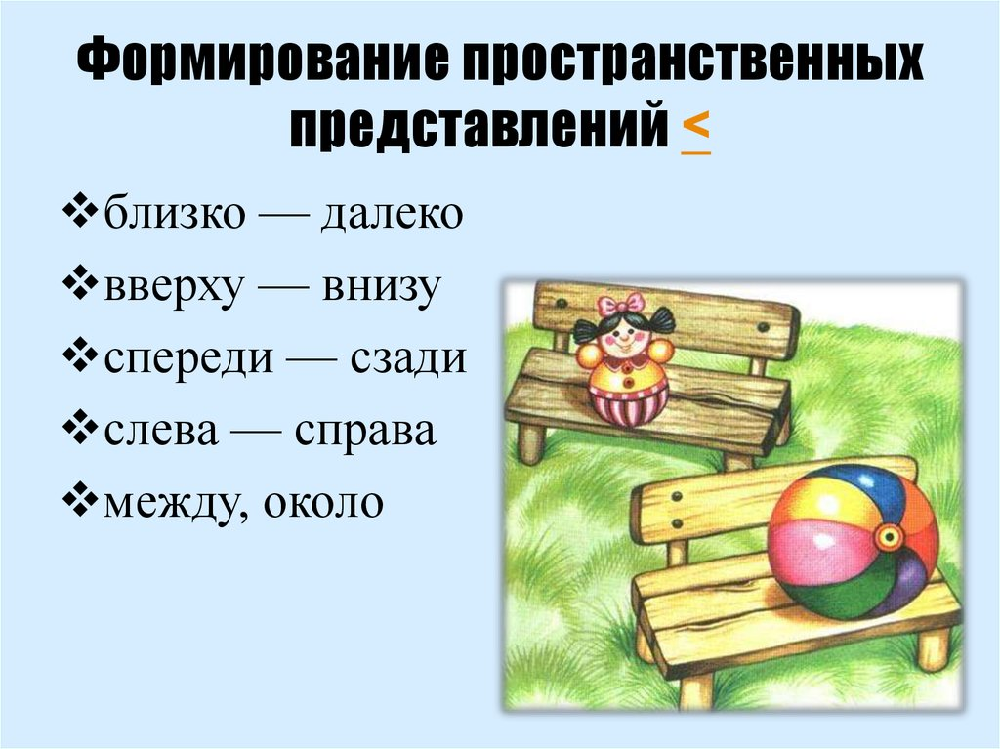 Формирование пространственных
представлений <
❖близко — далеко
❖вверху — внизу
❖спереди — сзади
❖слева — справа
❖между, около